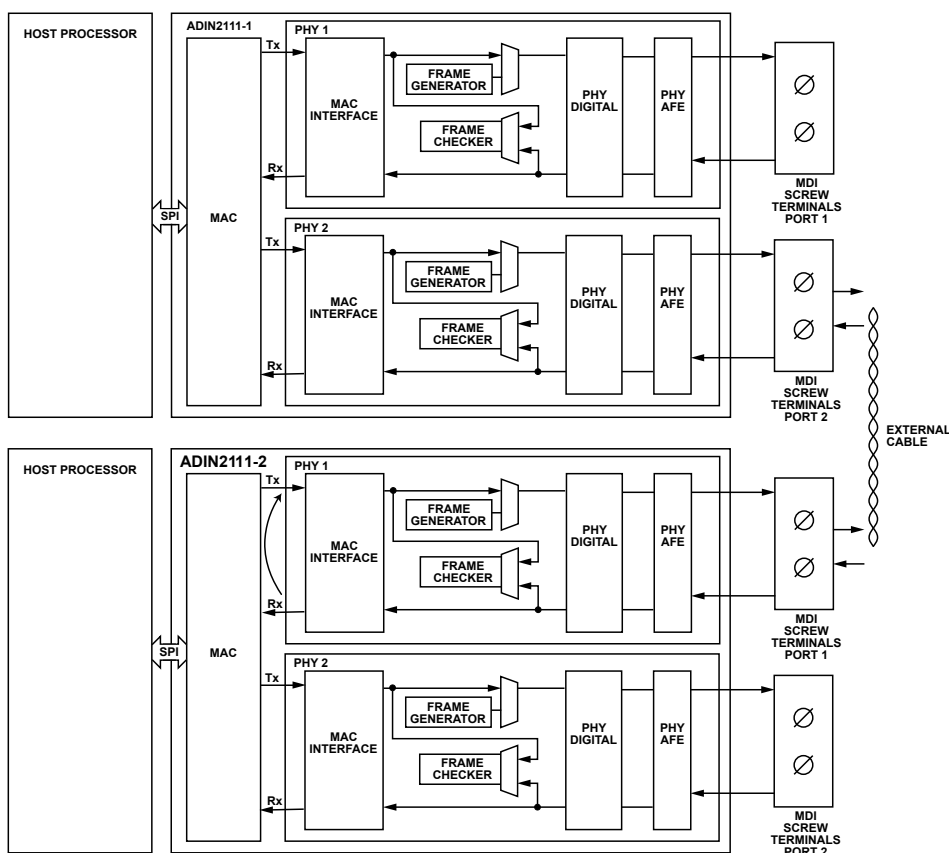 HOST PROCESSOR
ADIN2111-1
MAC
SPI
Tx
Rx
PHY 1
MAC
INTERFACE
FRAME
GENERATOR
FRAME
CHECKER
PHY
DIGITAL
PHY
AFE
MDI
SCREW
TERMINALS
PORT 1
PHY 2
Tx
Rx
MAC
INTERFACE
FRAME
GENERATOR
FRAME
CHECKER
PHY
DIGITAL
PHY
AFE
MDI
SCREW
TERMINALS
PORT 2
EXTERNAL
CABLE
HOST PROCESSOR
ADIN2111-2
MAC
SPI
Tx
Rx
PHY 1
MAC
INTERFACE
FRAME
GENERATOR
FRAME
CHECKER
PHY
DIGITAL
PHY
AFE
MDI
SCREW
TERMINALS
PORT 1
PHY 2
Tx
Rx
MAC
INTERFACE
FRAME
GENERATOR
FRAME
CHECKER
PHY
DIGITAL
PHY
AFE
MDI
SCREW
TERMINALS
PORT 2